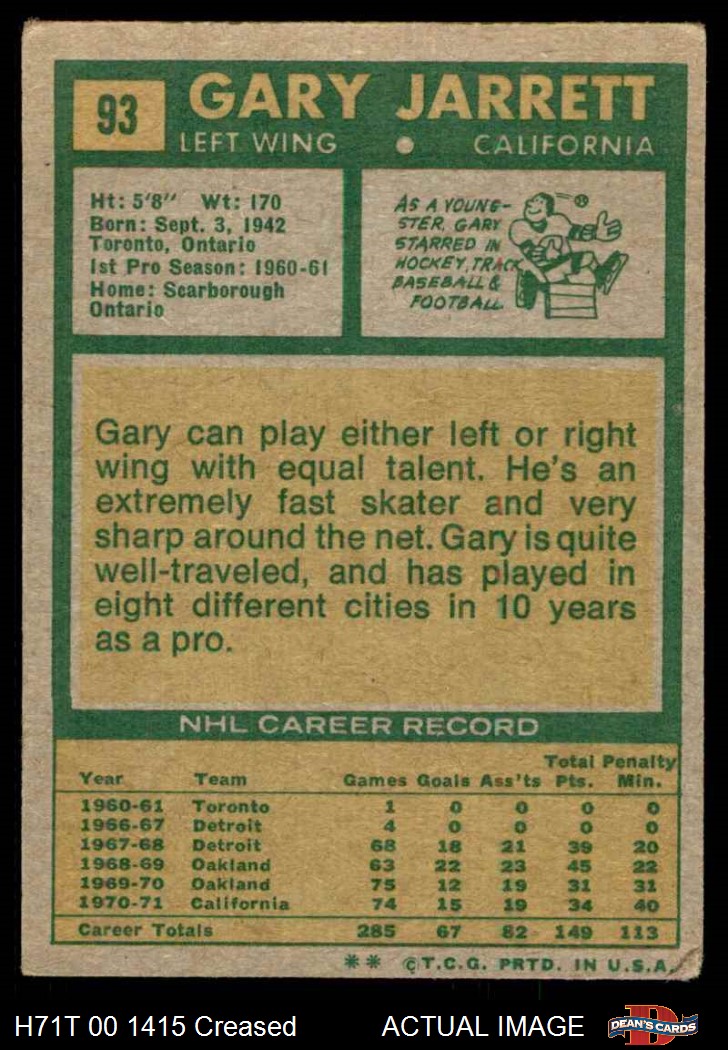 93
GARY JARRETT
LEFT WING • CALIFORNIA
Ht: 5'8" Wt: 170
Born: Sept. 3, 1942
Toronto, Ontario
1st Pro Season: 1960-61
Home: Scarborough
Ontario
AS A YOUNG-
STER, GARY
STARRED IN
HOCKEY, TRACK
BASEBALL &
FOOTBALL.
Gary can play either left or right
wing with equal talent. He's an
extremely fast skater and very
sharp around the net. Gary is quite
well-traveled, and has played in
eight different cities in 10 years
as a pro.
NHL CAREER RECORD
Year Team Games Goals Ass'ts Total Pts. Penalty Min.
1960-61 Toronto 1 0 0 0 0
1966-67 Detroit 4 0 0 0 0
1967-68 Detroit 68 18 21 39 20
1968-69 Oakland 63 22 23 45 22
1969-70 Oakland 75 12 19 31 31
1970-71 California 74 15 19 34 40
Career Totals 285 67 82 149 113
** ©T.C.G. PRTD. IN U.S.A.
H71T 00 1415 Creased ACTUAL IMAGE
DEAN'S CARDS